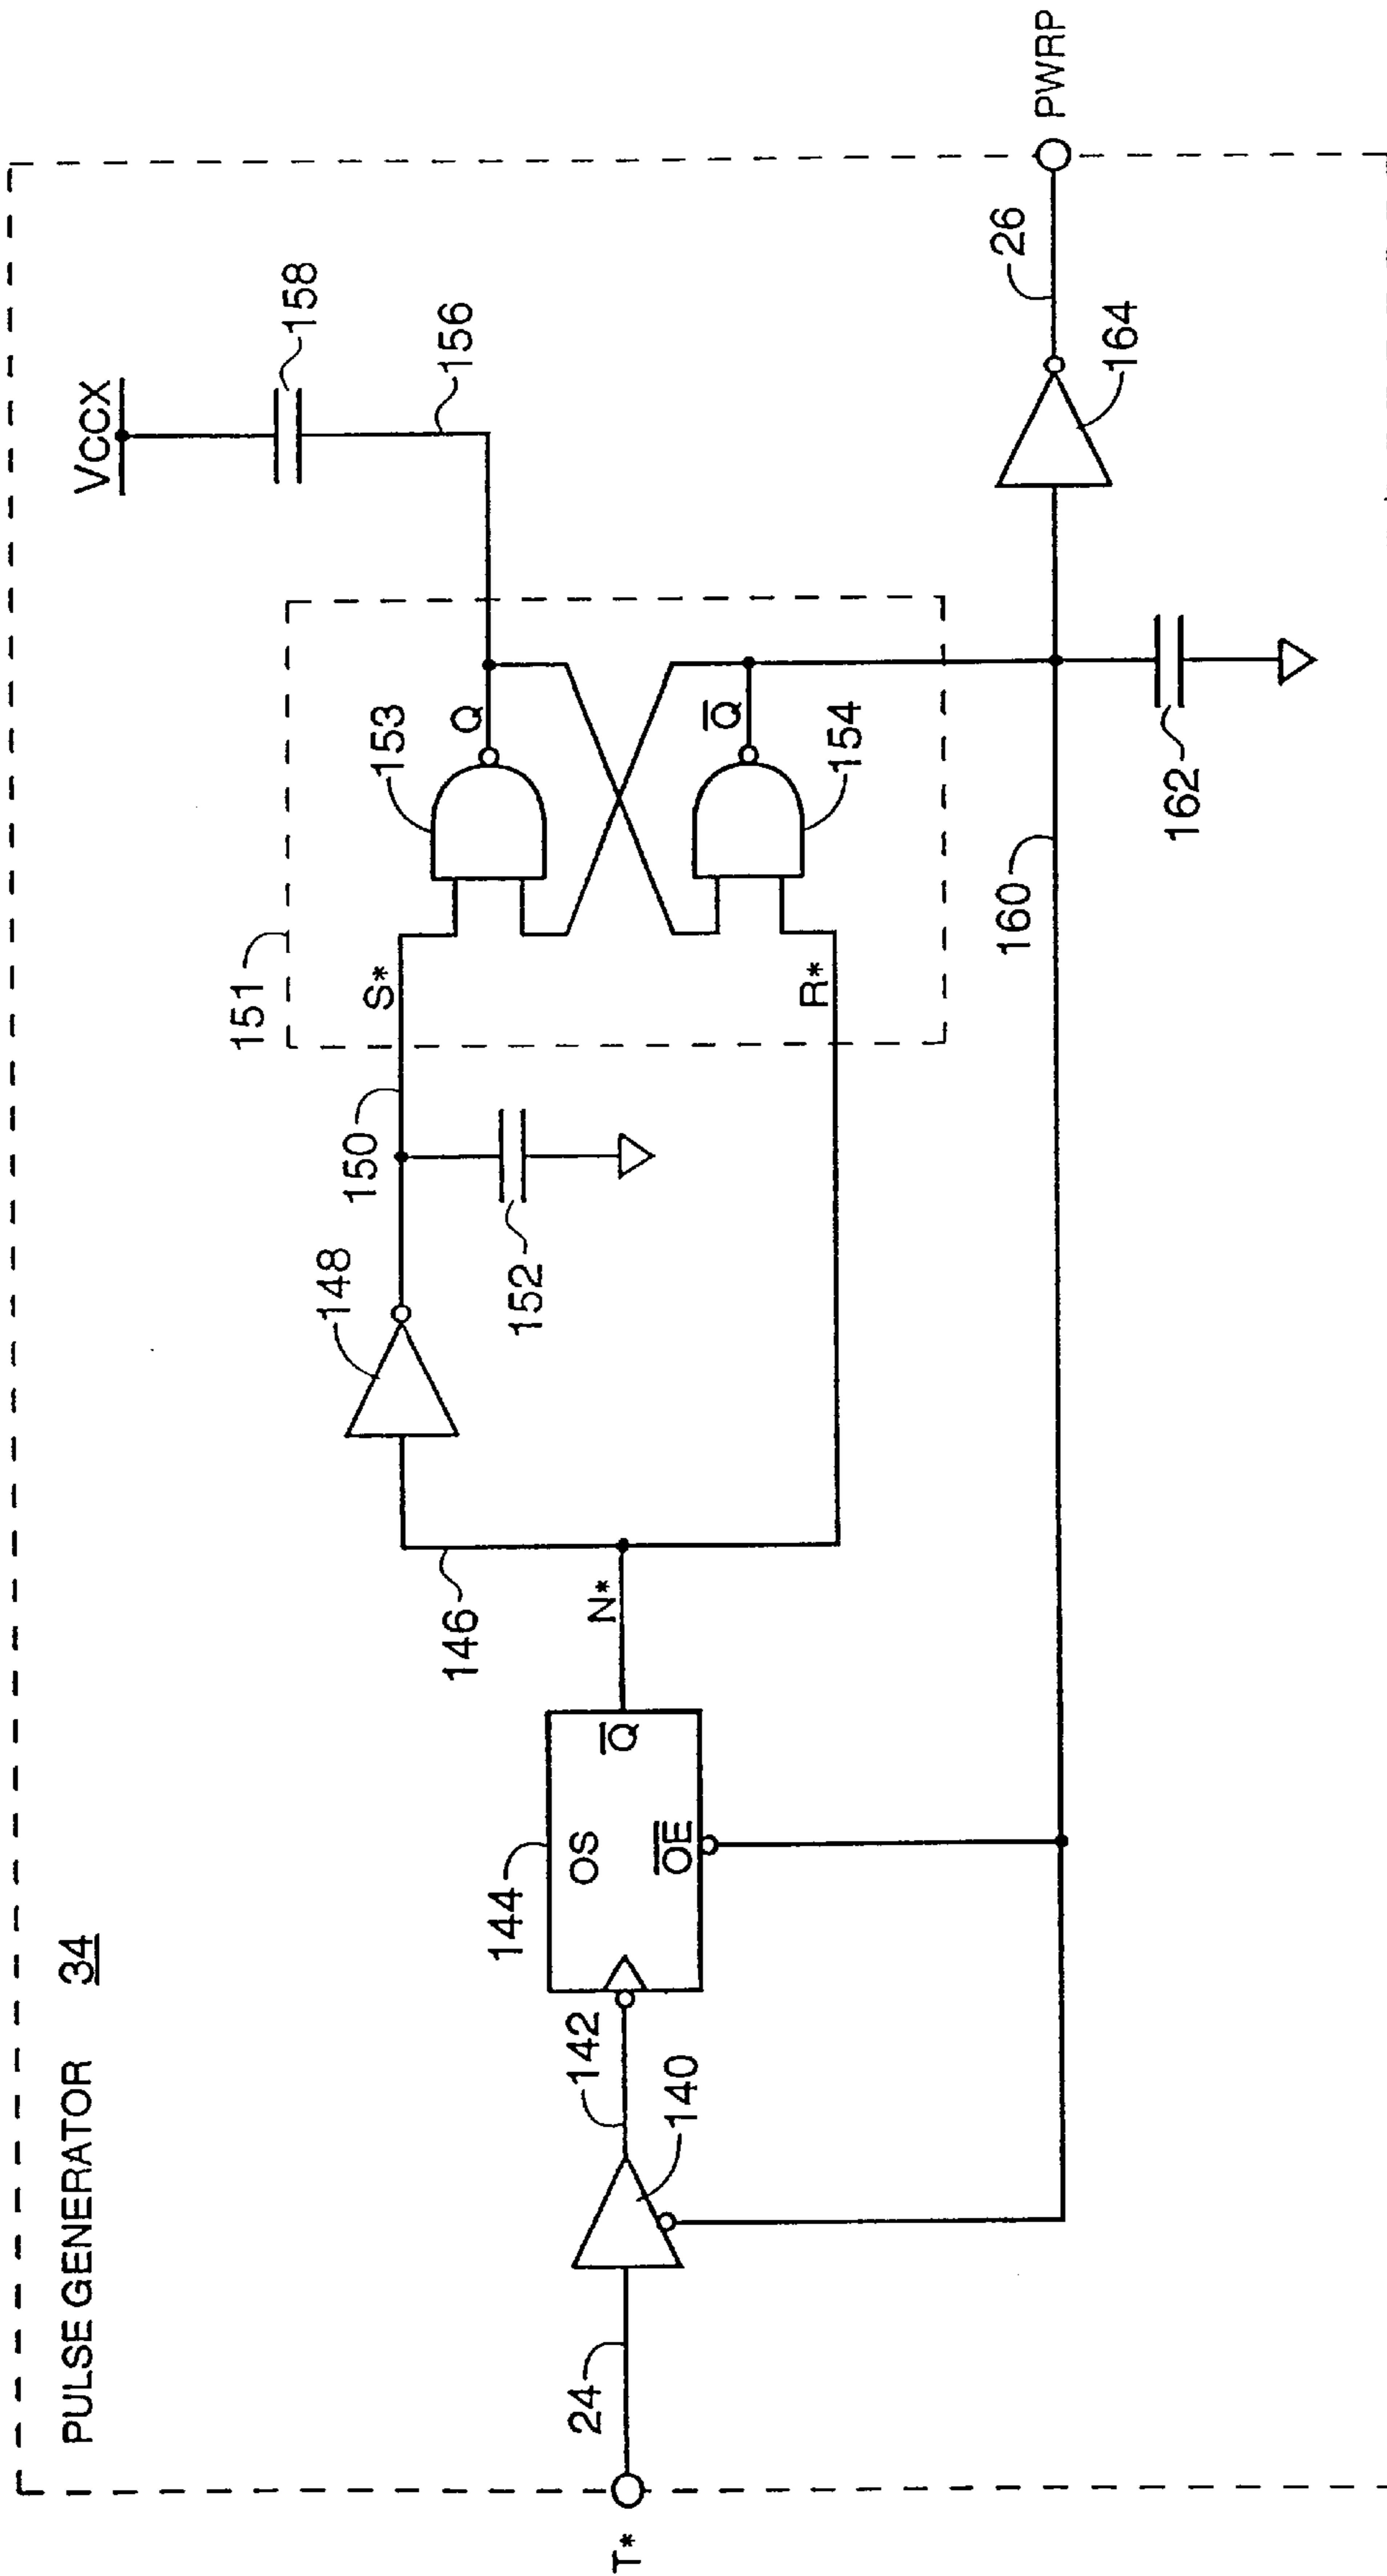 PULSE GENERATOR 34
VCCX
158
156
151
153
Q
S*
150
148
152
146
N*
144
OS
Q̅
O̅E̅
142
140
24
T*
Q̅
154
R*
160
162
164
26
PWRP